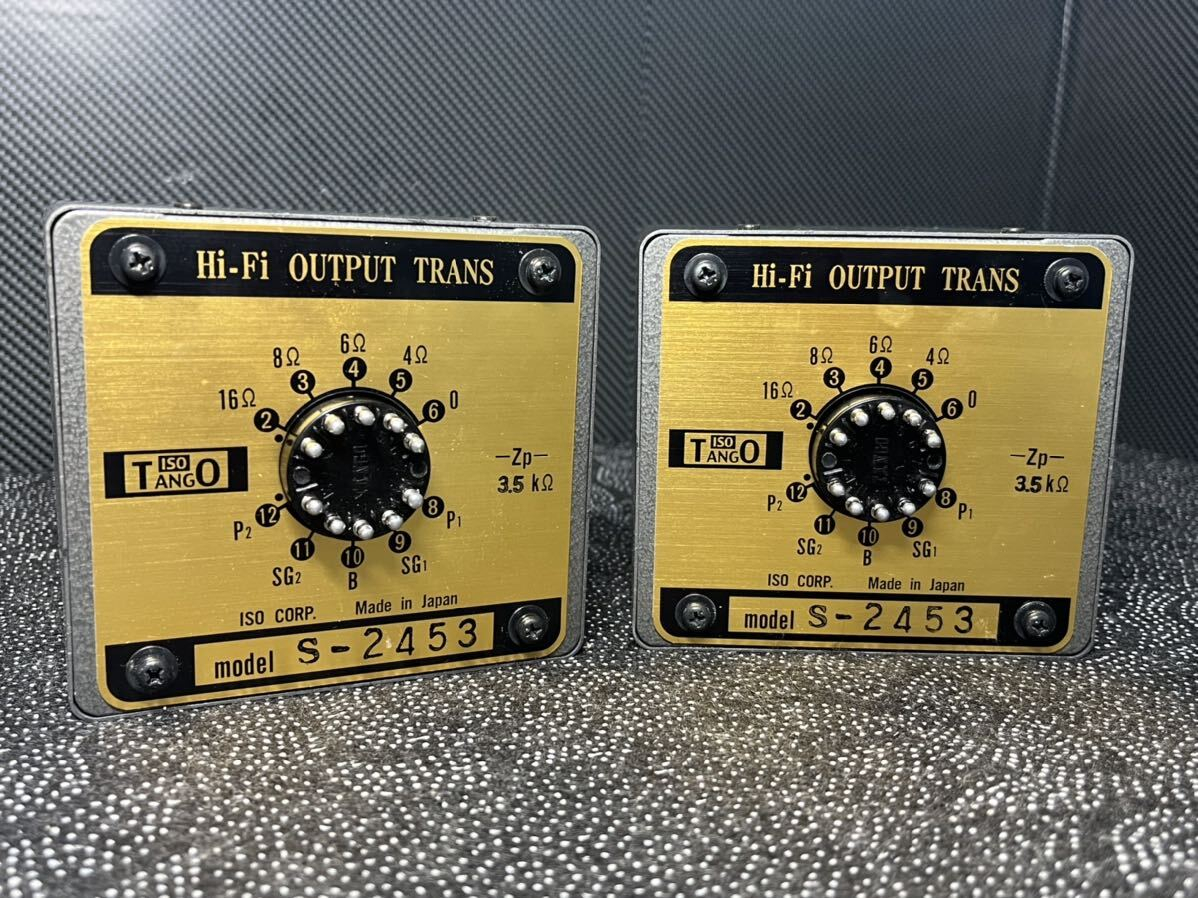 Hi-Fi OUTPUT TRANS
16Ω 8Ω 6Ω 4Ω 0
2 3 4 5 6
TANGO ISO
-Zp-
3.5 kΩ
12 11 10 9 8
P2 SG2 B SG1 P1
ISO CORP. Made in Japan
model S-2453
Hi-Fi OUTPUT TRANS
16Ω 8Ω 6Ω 4Ω 0
2 3 4 5 6
TANGO ISO
-Zp-
3.5 kΩ
12 11 10 9 8
P2 SG2 B SG1 P1
ISO CORP. Made in Japan
model S-2453